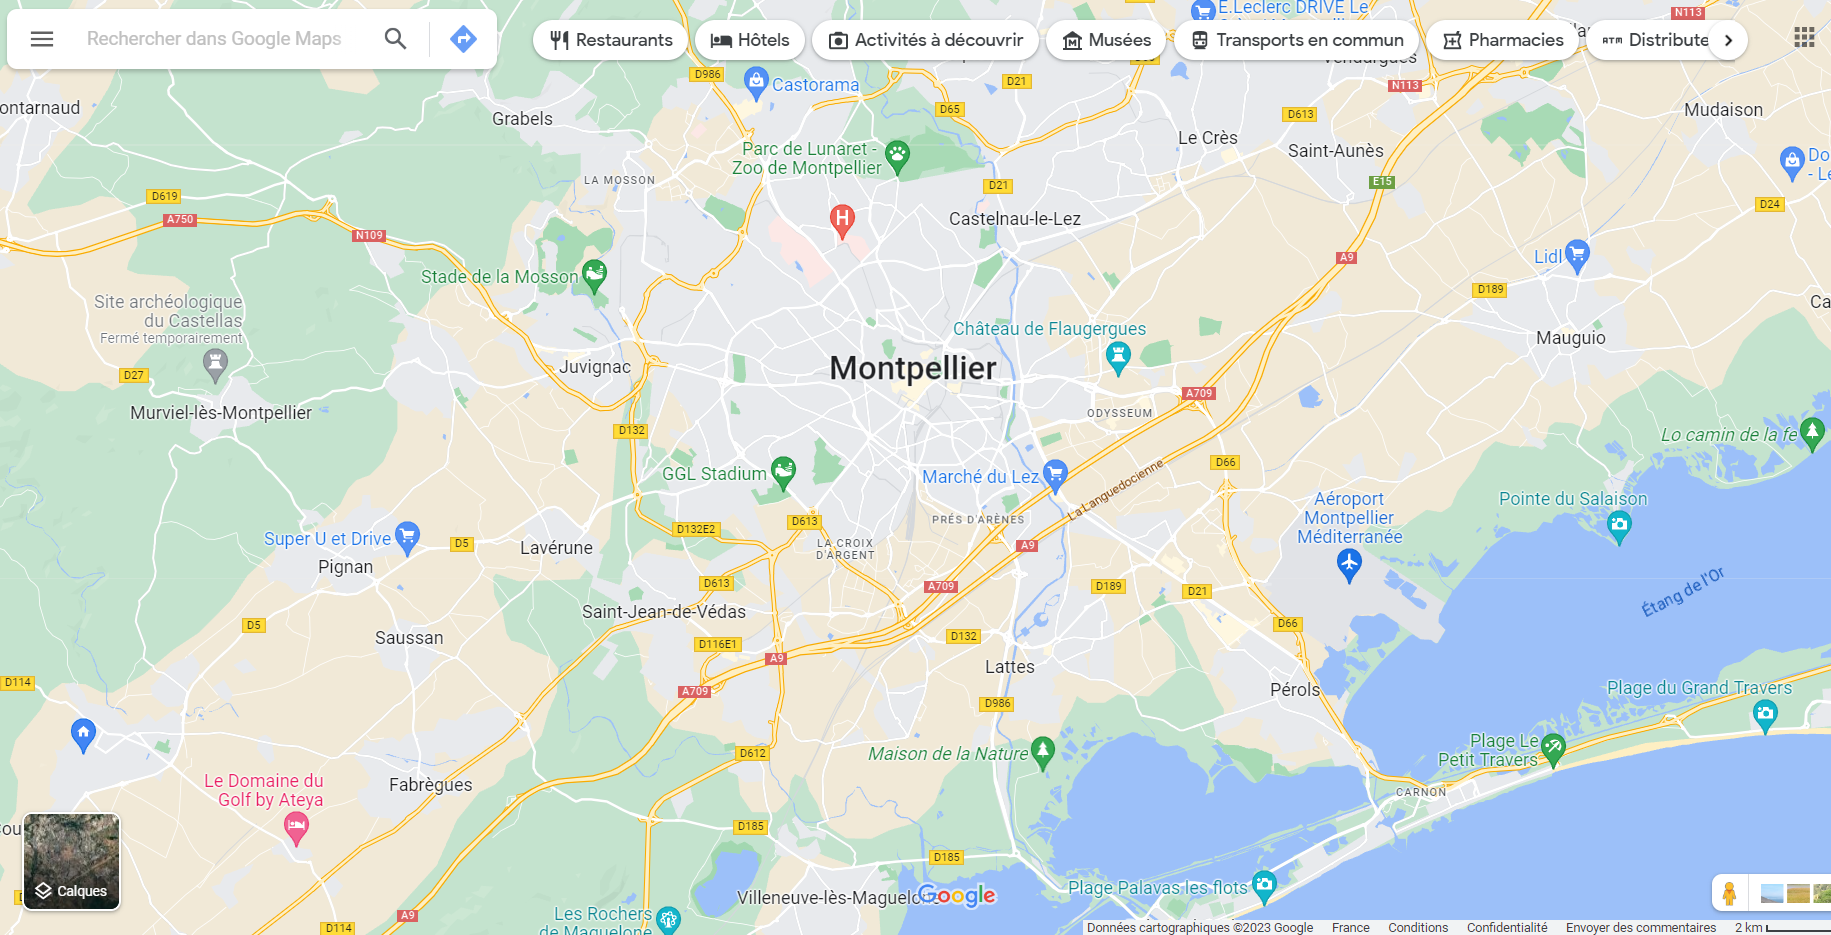 Rechercher dans Google Maps
Restaurants
Hôtels
Activités à découvrir
Musées
Transports en commun
Pharmacies
ATM
E.Leclerc DRIVE Le
N113
D986
Castorama
D21
D65
N113
D613
Mudaison
Grabels
Parc de Lunaret -
Zoo de Montpellier
Le Crès
Saint-Aunès
LA MOSSON
D21
E15
D619
A750
N109
H
Castelnau-le-Lez
D24
A9
Lidl
Stade de la Mosson
D189
Site archéologique
du Castellas
Fermé temporairement
Château de Flaugergues
Mauguio
Juvignac
Montpellier
D27
A709
Murviel-lès-Montpellier
ODYSSEUM
D132
Lo camin de la fe
GGL Stadium
Marché du Lez
La Languedocienne
D66
Aéroport
Montpellier
Méditerranée
Pointe du Salaison
D132E2
D613
PRÉS D'ARÈNES
Super U et Drive
D5
Lavérune
LA CROIX
D'ARGENT
A9
Pignan
D613
A709
D189
D21
Étang de l'Or
Saint-Jean-de-Védas
D5
Saussan
D116E1
D132
D66
A9
Lattes
D114
A709
D986
Pérols
Plage du Grand Travers
D612
Maison de la Nature
Plage Le
Petit Travers
Le Domaine du
Golf by Ateya
Fabrègues
CARNON
D185
D185
Calques
Villeneuve-lès-Maguelo
Google
Plage Palavas les flots
A9
D114
Les Rochers
de Maguelone
Données cartographiques ©2023 Google
France
Conditions
Confidentialité
Envoyer des commentaires
2 km